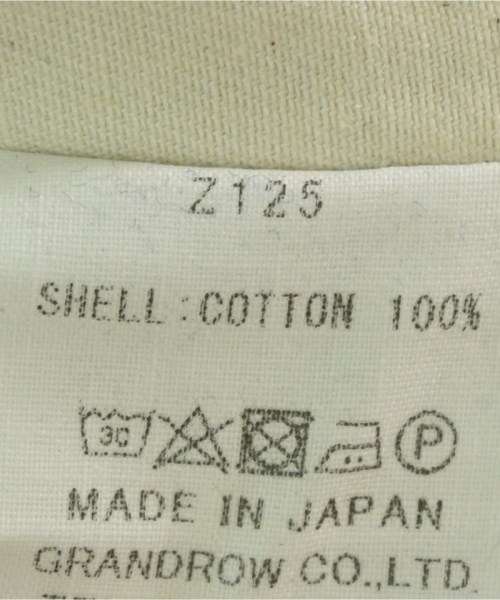 Z125
SHELL : COTTON 100%
30 P
MADE IN JAPAN
GRANDROW CO.,LTD.